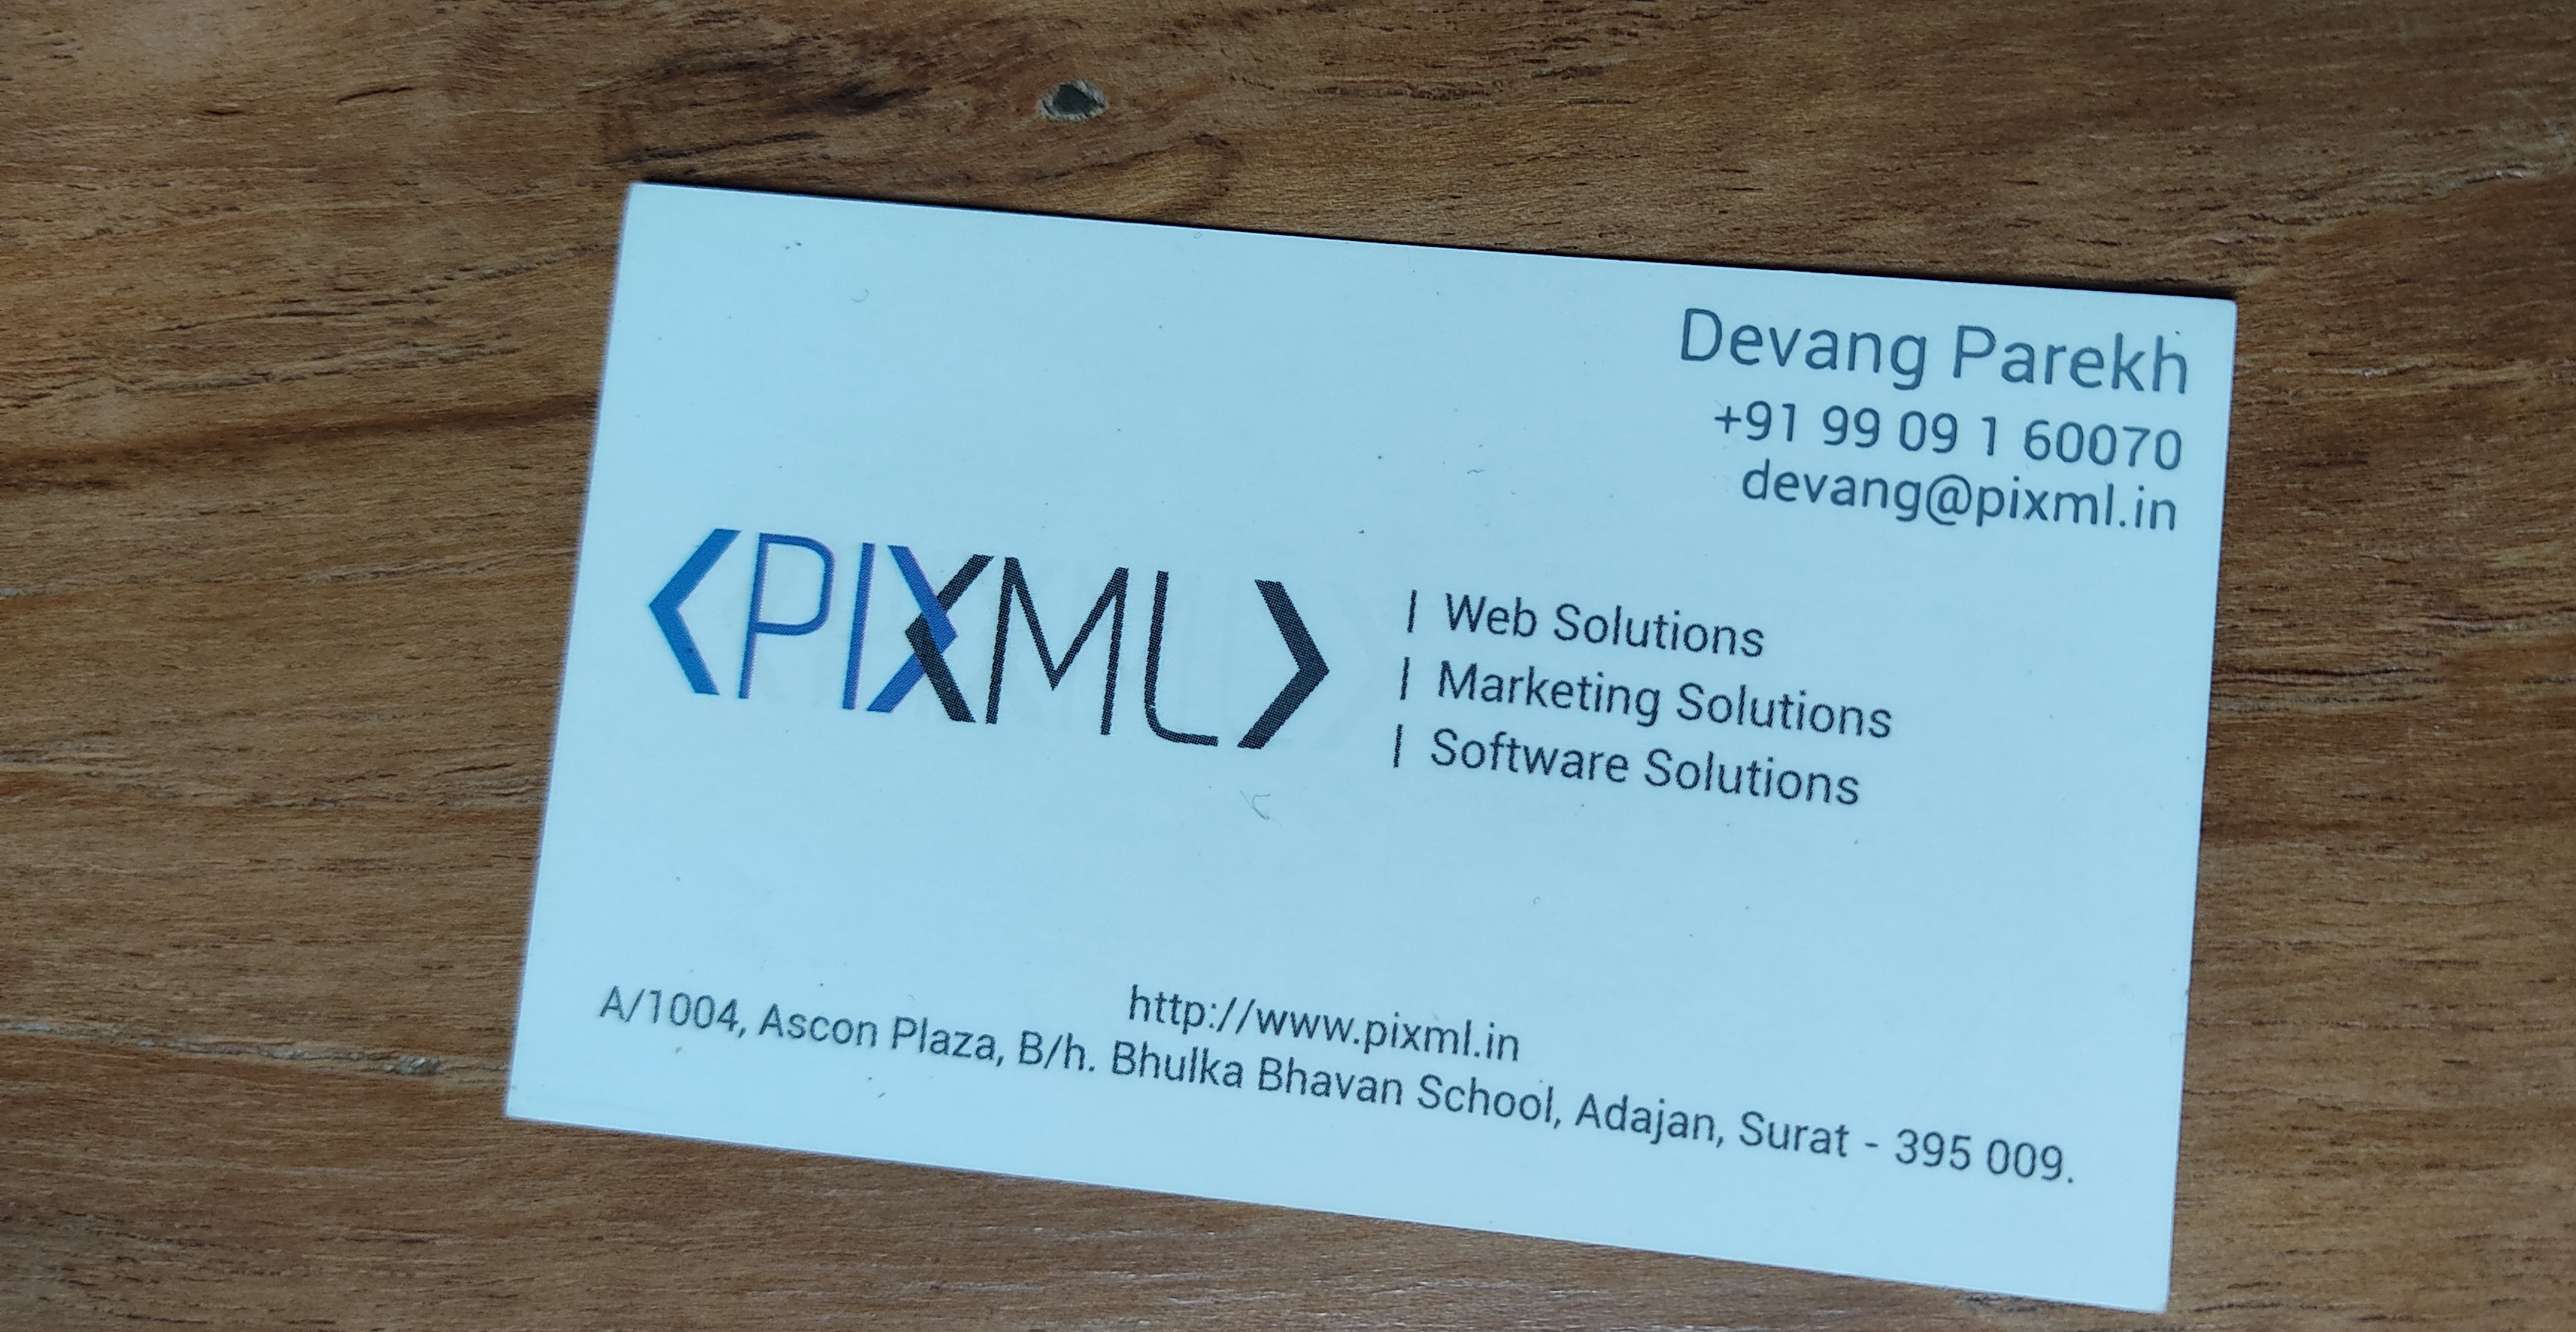 Devang Parekh
+91 99 09 1 60070
devang@pixml.in
<PIXML>
| Web Solutions
| Marketing Solutions
| Software Solutions
http://www.pixml.in
A/1004, Ascon Plaza, B/h. Bhulka Bhavan School, Adajan, Surat - 395 009.